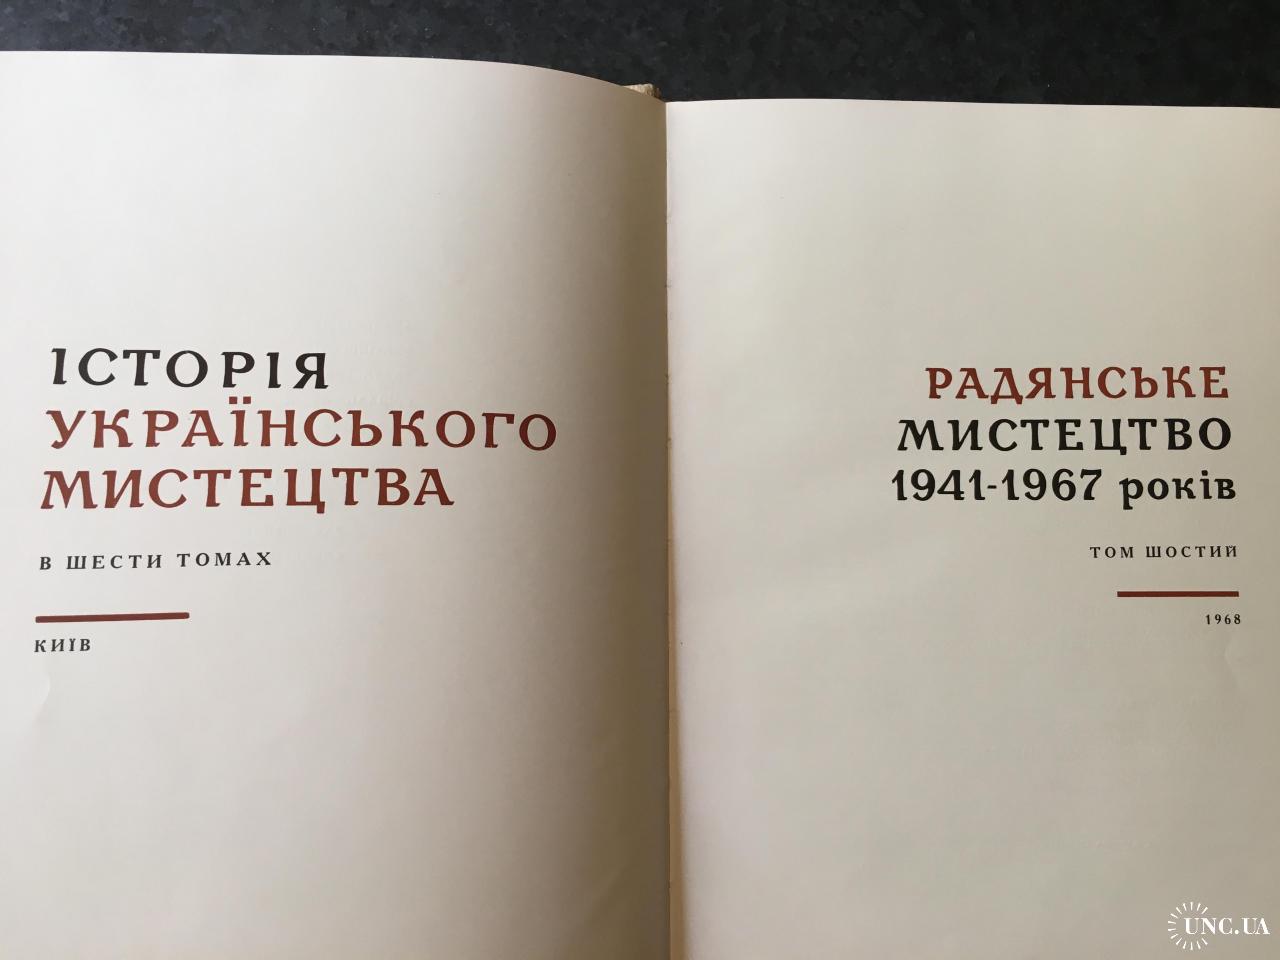 ІСТОРІЯ
УКРАЇНСЬКОГО
МИСТЕЦТВА
В ШЕСТИ ТОМАХ
КИЇВ
РАДЯНСЬКЕ
МИСТЕЦТВО
1941-1967 років
ТОМ ШОСТИЙ
1968
UNC.UA